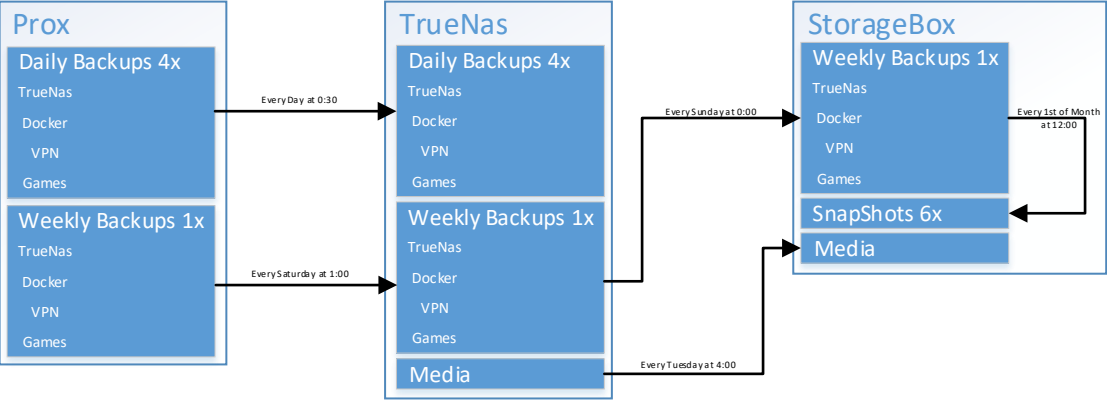 Prox
Daily Backups 4x
TrueNas
Docker
VPN
Games
Weekly Backups 1x
TrueNas
Docker
VPN
Games
Every Day at 0:30
Every Saturday at 1:00
TrueNas
Daily Backups 4x
TrueNas
Docker
VPN
Games
Weekly Backups 1x
TrueNas
Docker
VPN
Games
Media
Every Sunday at 0:00
Every Tuesday at 4:00
StorageBox
Weekly Backups 1x
TrueNas
Docker
VPN
Games
SnapShots 6x
Media
Every 1st of Month
at 12:00